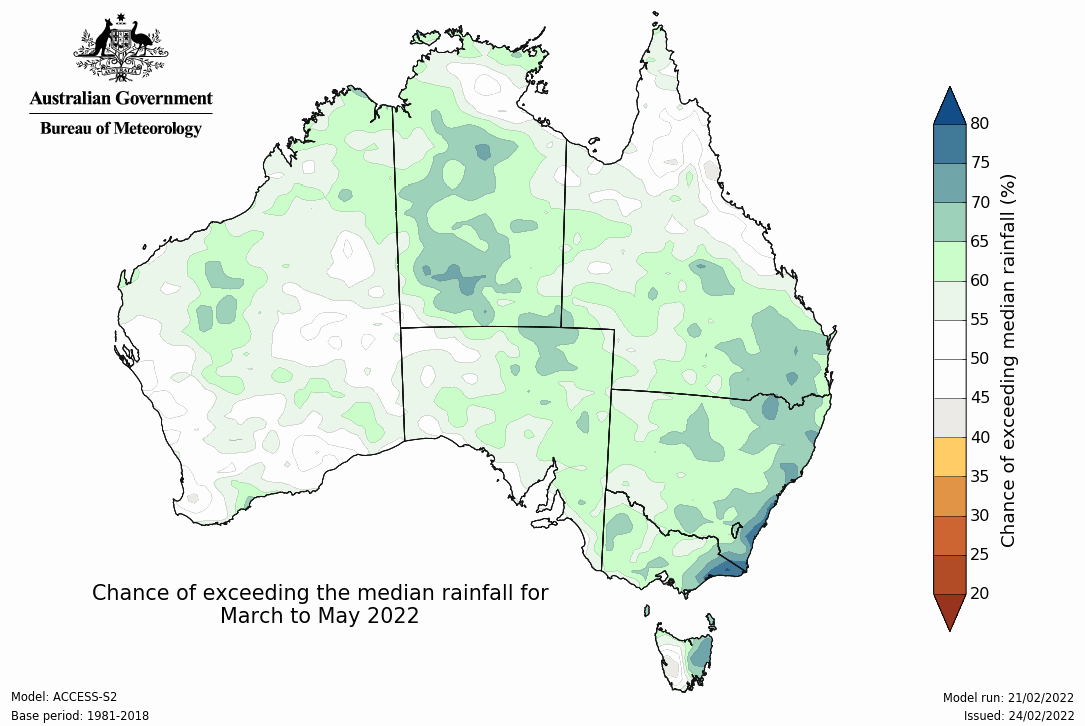 Australian Government
Bureau of Meteorology
80
75
70
65
60
55
50
45
40
35
30
25
20
Chance of exceeding median rainfall (%)
Chance of exceeding the median rainfall for
March to May 2022
Model: ACCESS-S2
Base period: 1981-2018
Model run: 21/02/2022
Issued: 24/02/2022